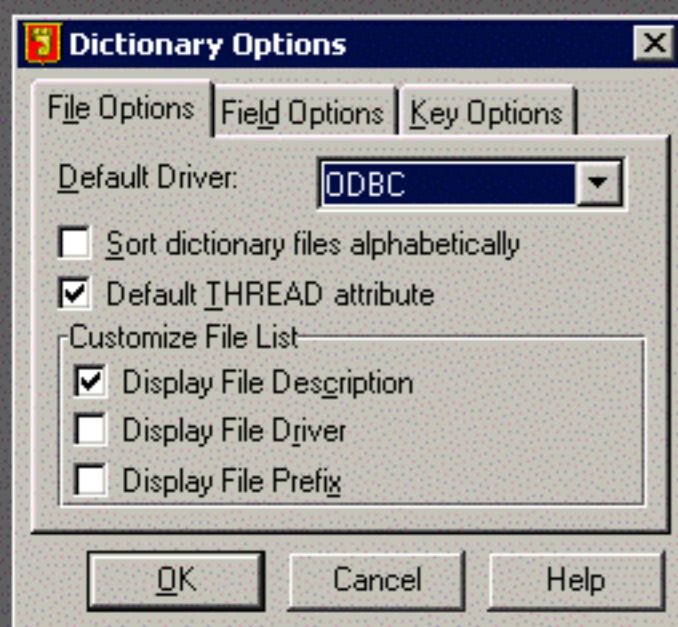 Dictionary Options
File Options Field Options Key Options
Default Driver: ODBC
Sort dictionary files alphabetically
Default THREAD attribute
Customize File List
Display File Description
Display File Driver
Display File Prefix
OK Cancel Help